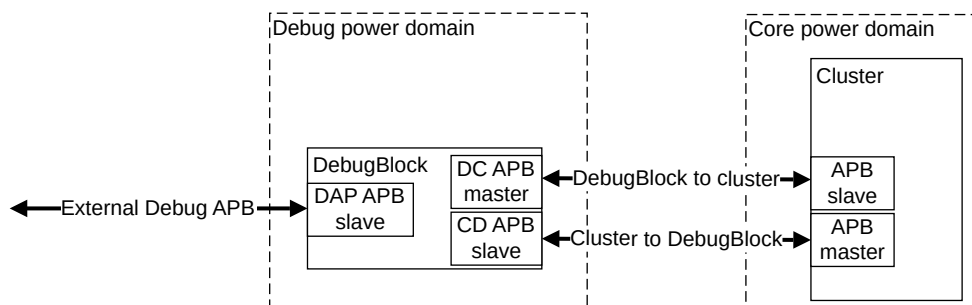 Debug power domain
Core power domain
Cluster
DebugBlock
DC APB
master
DebugBlock to cluster
APB
slave
External Debug APB
DAP APB
slave
CD APB
slave
Cluster to DebugBlock
APB
master